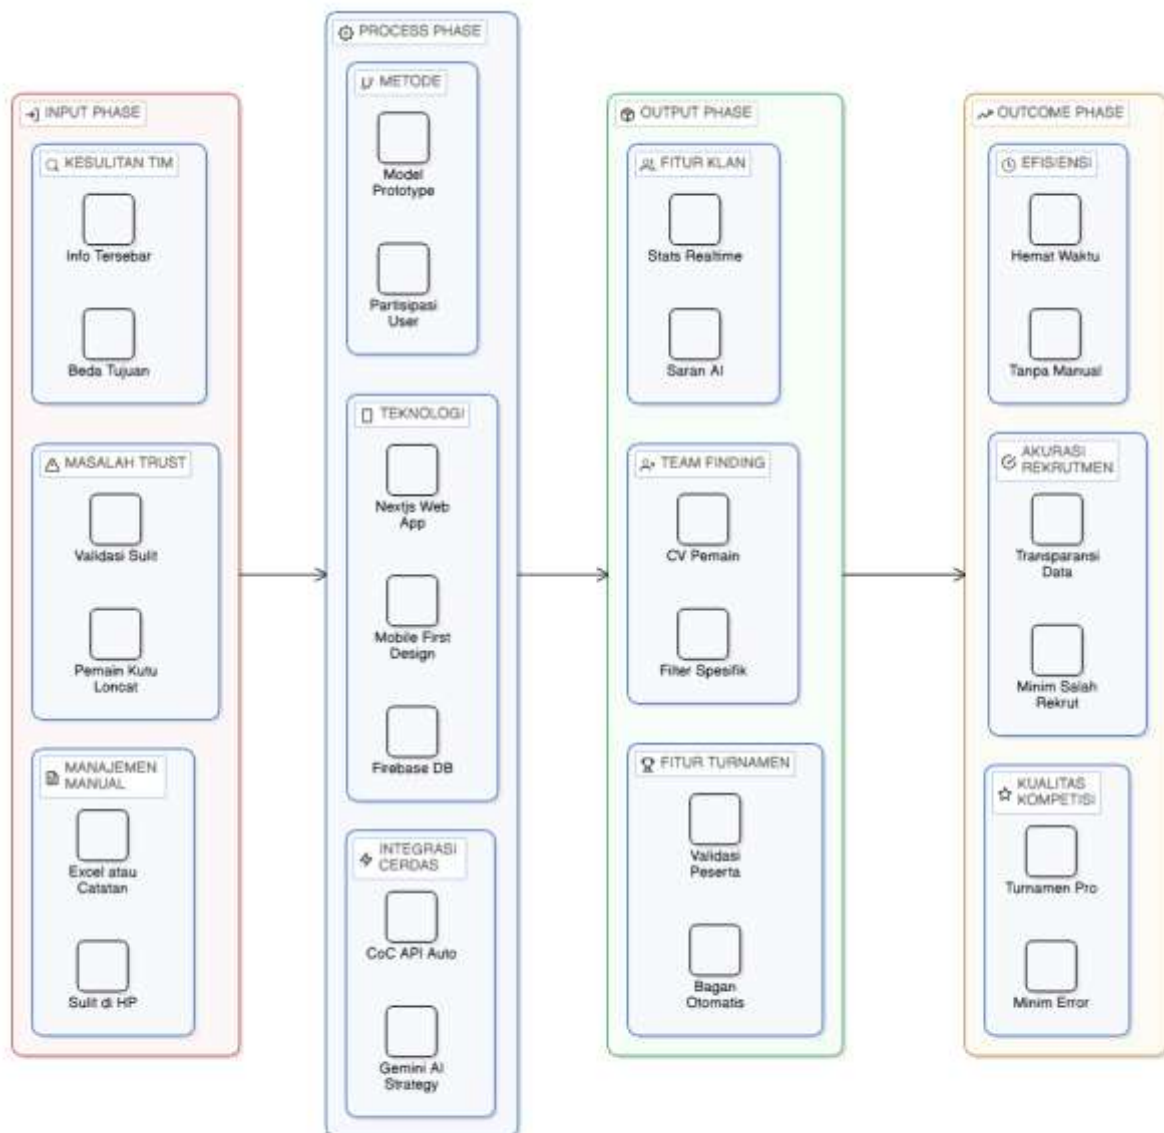 INPUT PHASE
KESULITAN TIM
Info Tersebar
Beda Tujuan
MASALAH TRUST
Validasi Sulit
Pemain Kutu
Loncat
MANAJEMEN
MANUAL
Excel atau
Catatan
Sulit di HP
PROCESS PHASE
METODE
Model
Prototype
Partisipasi
User
TEKNOLOGI
Nextjs Web
App
Mobile First
Design
Firebase DB
INTEGRASI
CERDAS
CoC API Auto
Gemini AI
Strategy
OUTPUT PHASE
FITUR KLAN
Stats Realtime
Saran AI
TEAM FINDING
CV Pemain
Filter Spesifik
FITUR TURNAMEN
Validasi
Peserta
Bagan
Otomatis
OUTCOME PHASE
EFISIENSI
Hemat Waktu
Tanpa Manual
AKURASI
REKRUTMEN
Transparansi
Data
Minim Salah
Rekrut
KUALITAS
KOMPETISI
Turnamen Pro
Minim Error